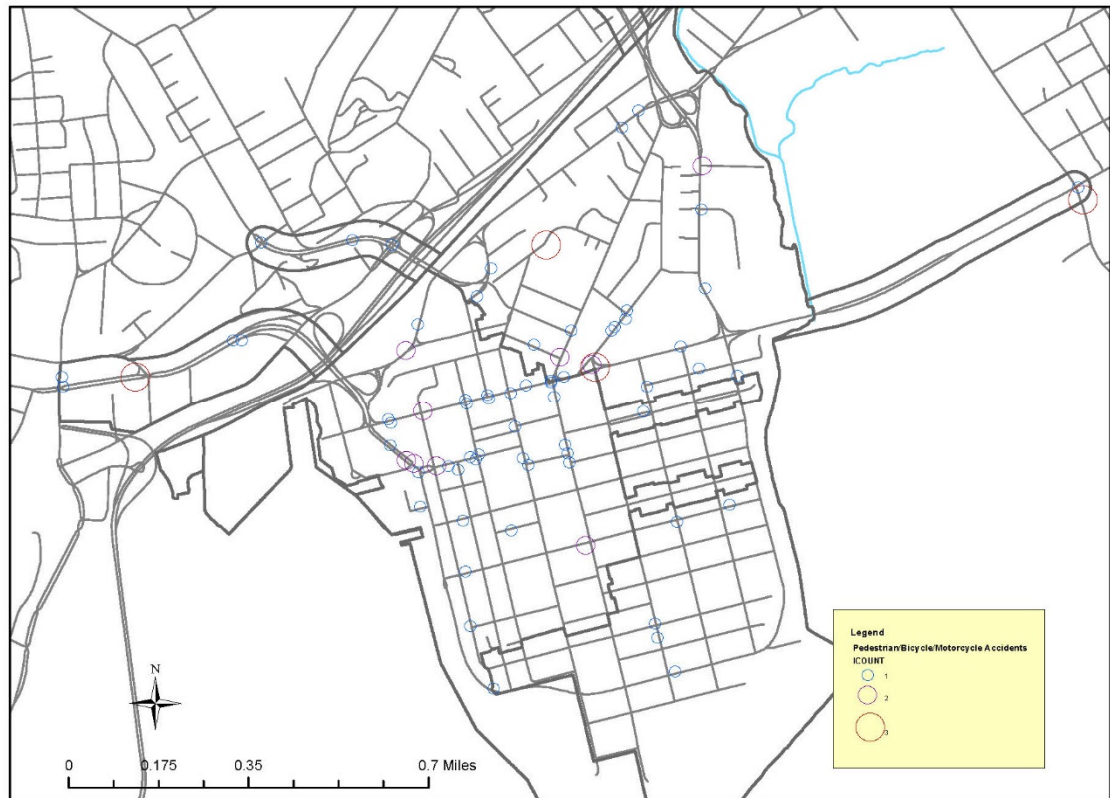 N
0 0.175 0.35 0.7 Miles
Legend
Pedestrian/Bicycle/Motorcycle Accidents
ICOUNT
1
2
3